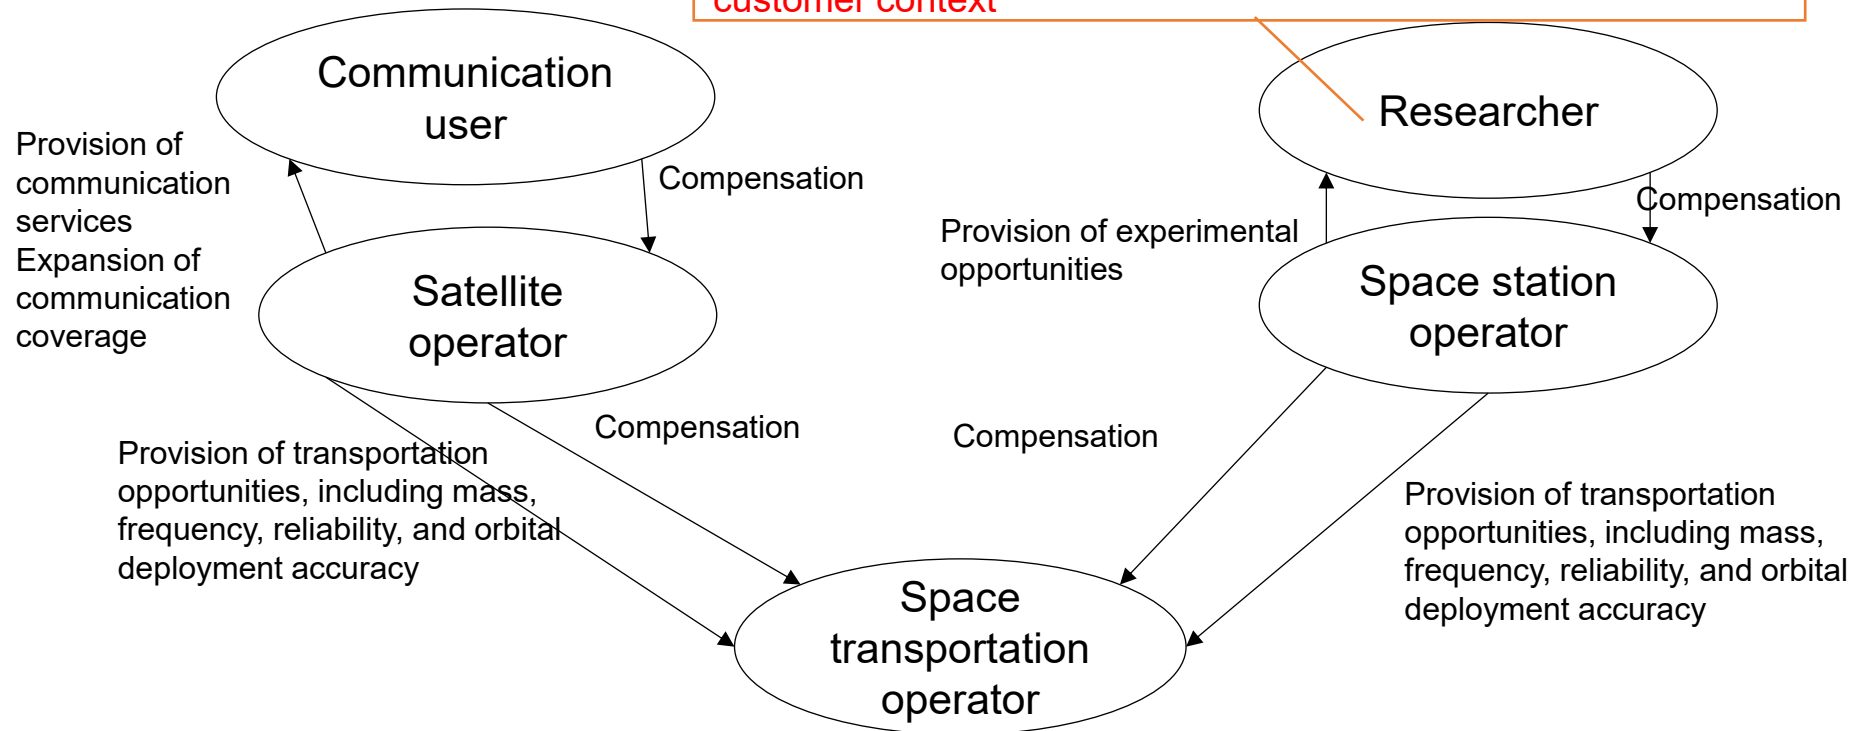 customer context
Communication
user
Researcher
Provision of
communication
services
Expansion of
communication
coverage
Compensation
Compensation
Provision of experimental
opportunities
Satellite
operator
Space station
operator
Compensation
Compensation
Provision of transportation
opportunities, including mass,
frequency, reliability, and orbital
deployment accuracy
Provision of transportation
opportunities, including mass,
frequency, reliability, and orbital
deployment accuracy
Space
transportation
operator